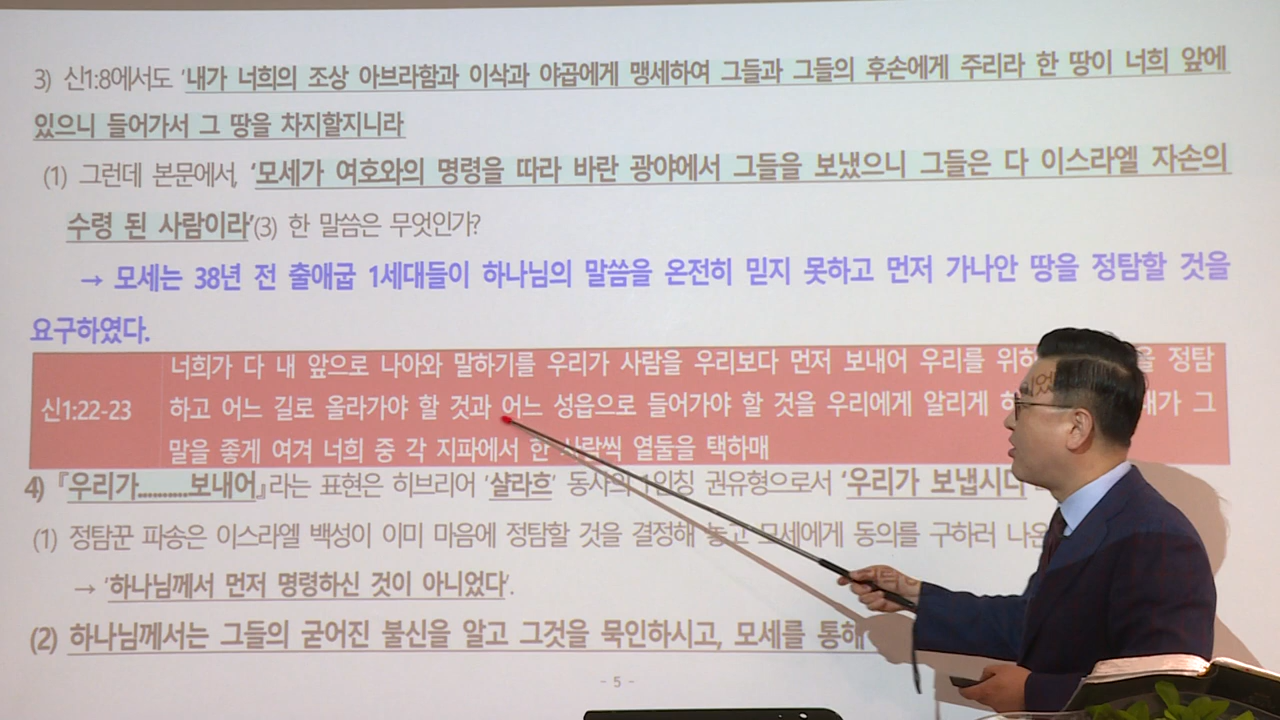 3) 신1:8에서도 '내가 너희의 조상 아브라함과 이삭과 야곱에게 맹세하여 그들과 그들의 후손에게 주리라 한 땅이 너희 앞에
있으니 들어가서 그 땅을 차지할지니라
(1) 그런데 본문에서, '모세가 여호와의 명령을 따라 바란 광야에서 그들을 보냈으니 그들은 다 이스라엘 자손의
수령 된 사람이라'(3) 한 말씀은 무엇인가?
→ 모세는 38년 전 출애굽 1세대들이 하나님의 말씀을 온전히 믿지 못하고 먼저 가나안 땅을 정탐할 것을
요구하였다.
너희가 다 내 앞으로 나아와 말하기를 우리가 사람을 우리보다 먼저 보내어 우리를 위하 을 정탐
신1:22-23 하고 어느 길로 올라가야 할 것과 어느 성읍으로 들어가야 할 것을 우리에게 알리게 하 내가 그
말을 좋게 여겨 너희 중 각 지파에서 한 사람씩 열둘을 택하매
4) 『우리가..........보내어』라는 표현은 히브리어 '샬라흐' 동사의 1인칭 권유형으로서 '우리가 보냅시다
(1) 정탐꾼 파송은 이스라엘 백성이 이미 마음에 정탐할 것을 결정해 놓고 모세에게 동의를 구하러 나온
→ '하나님께서 먼저 명령하신 것이 아니었다'.
(2) 하나님께서는 그들의 굳어진 불신을 알고 그것을 묵인하시고, 모세를 통해
- 5 -